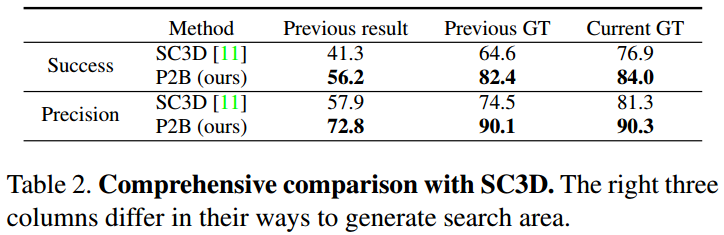 Method Previous result Previous GT Current GT
Success SC3D [11] 41.3 64.6 76.9
P2B (ours) 56.2 82.4 84.0
Precision SC3D [11] 57.9 74.5 81.3
P2B (ours) 72.8 90.1 90.3
Table 2. Comprehensive comparison with SC3D. The right three
columns differ in their ways to generate search area.